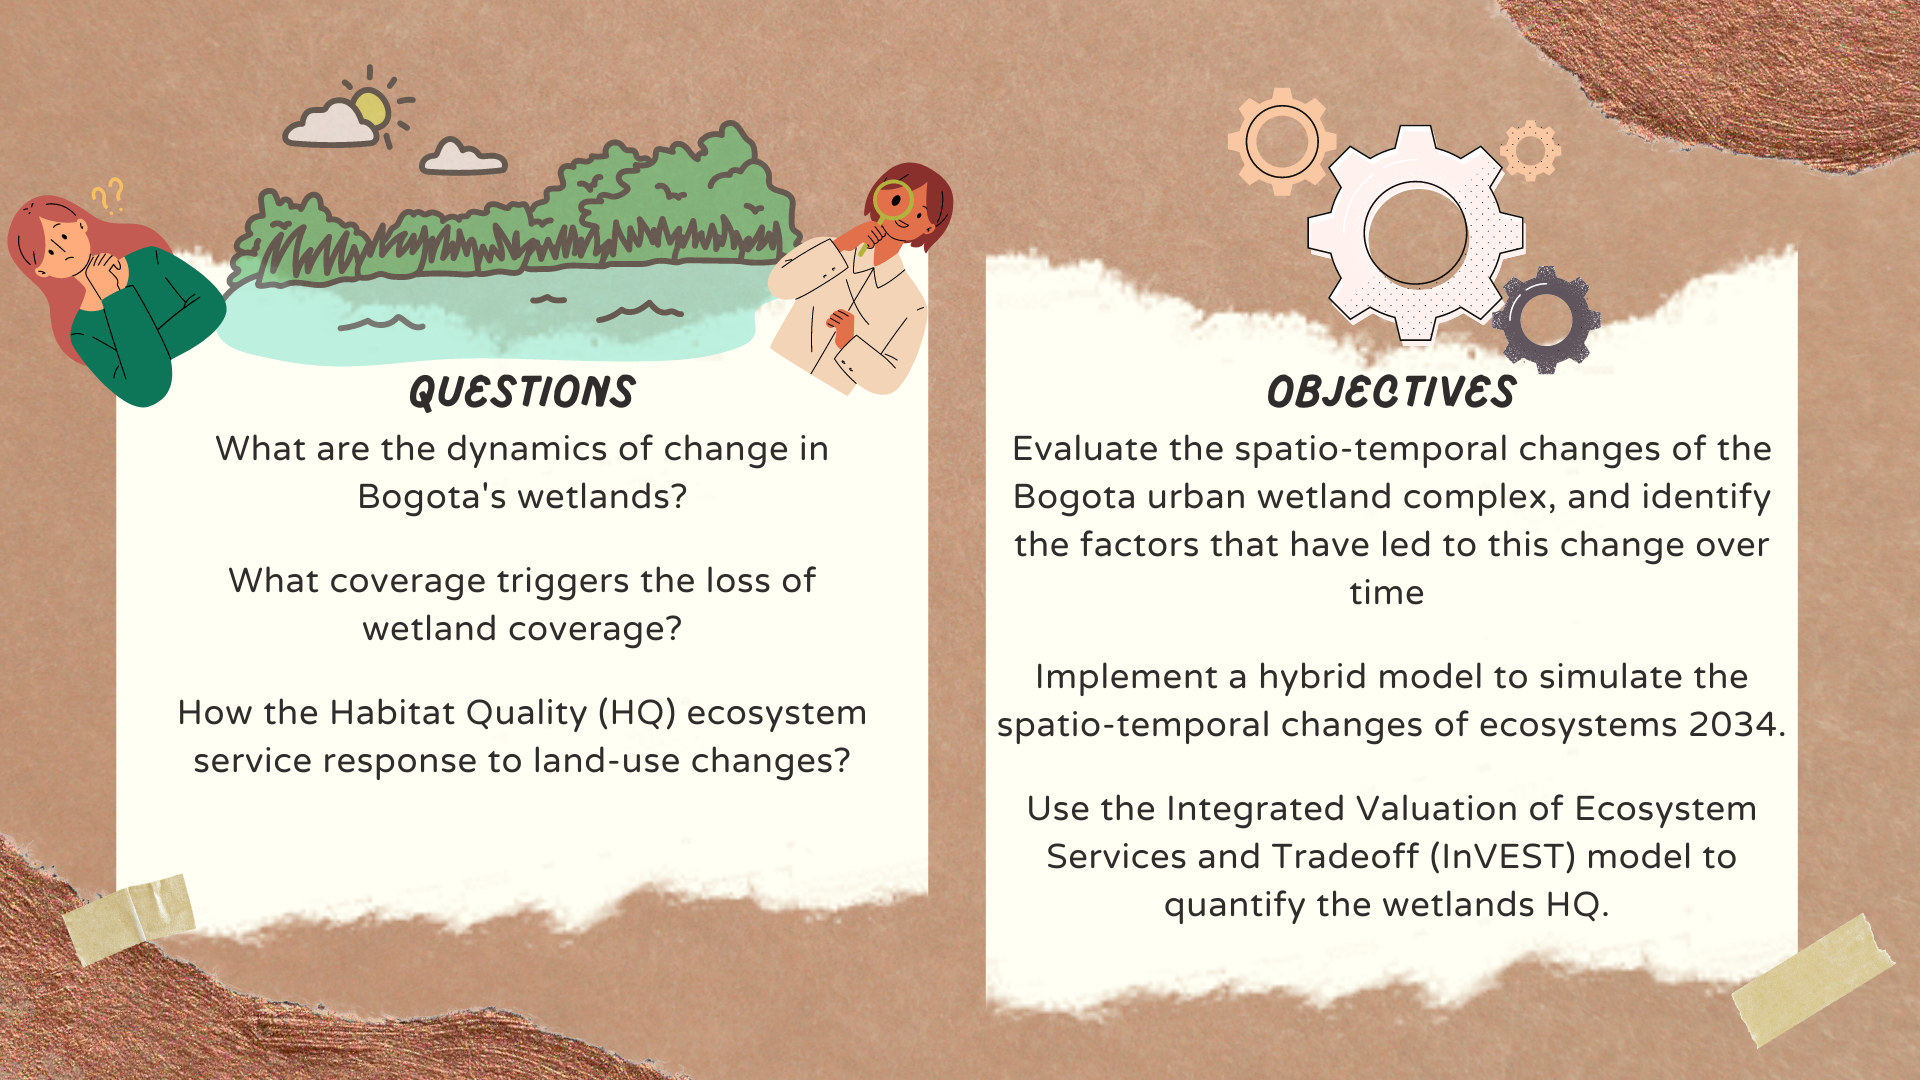 ??
QUESTIONS
What are the dynamics of change in
Bogota's wetlands?
What coverage triggers the loss of
wetland coverage?
How the Habitat Quality (HQ) ecosystem
service response to land-use changes?
OBJECTIVES
Evaluate the spatio-temporal changes of the
Bogota urban wetland complex, and identify
the factors that have led to this change over
time
Implement a hybrid model to simulate the
spatio-temporal changes of ecosystems 2034.
Use the Integrated Valuation of Ecosystem
Services and Tradeoff (InVEST) model to
quantify the wetlands HQ.